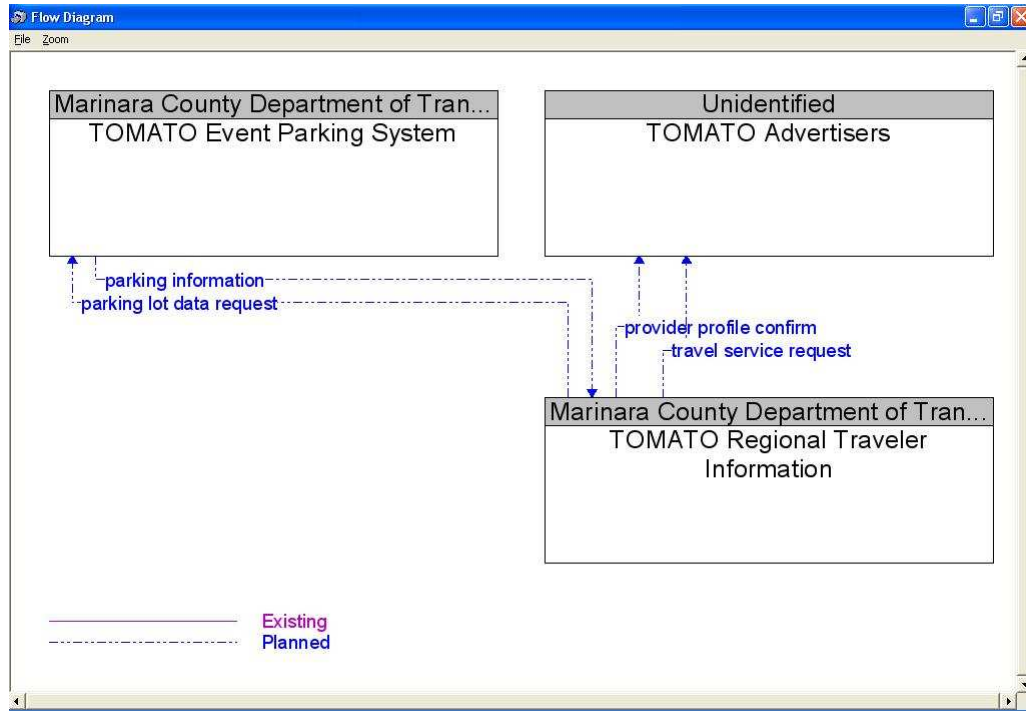 Flow Diagram
File Zoom
Marinara County Department of Tran...
TOMATO Event Parking System
Unidentified
TOMATO Advertisers
parking information
parking lot data request
provider profile confirm
travel service request
Marinara County Department of Tran...
TOMATO Regional Traveler
Information
Existing
Planned